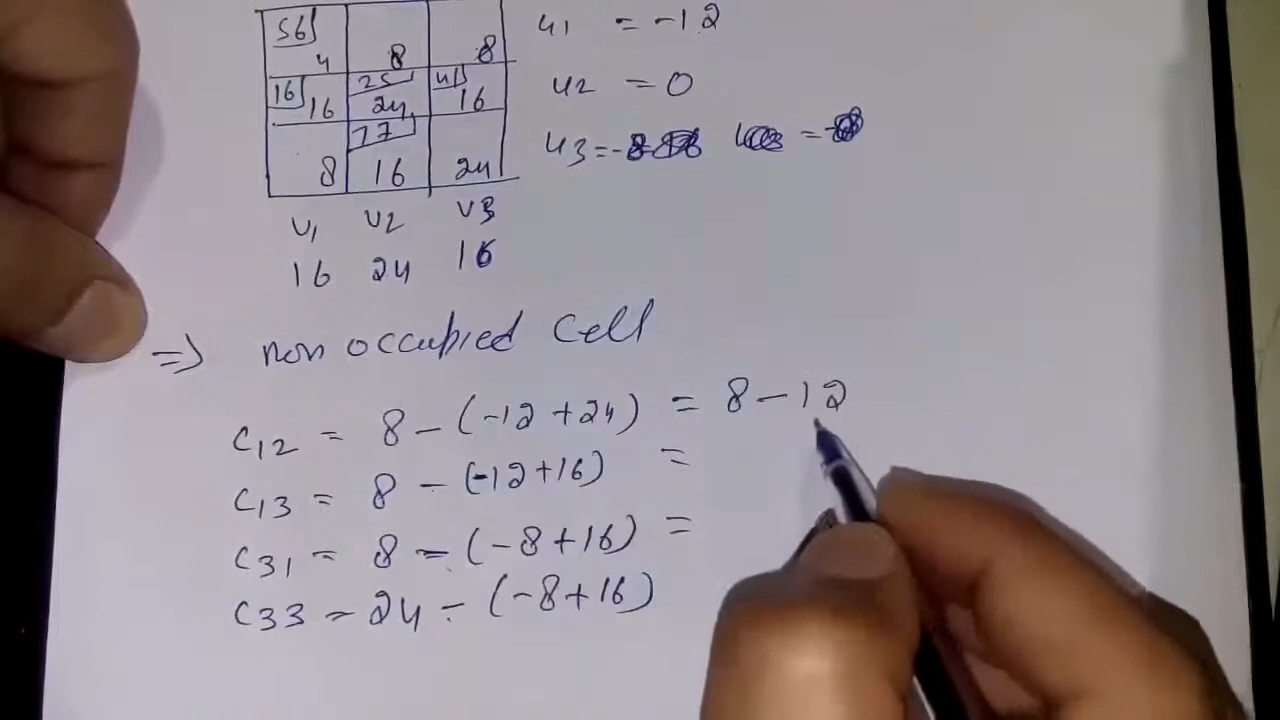 56
4 8 8 u1 = -12
16 25 41
16 24 16 u2 = 0
77
8 16 24 u3 = -8
v1 v2 v3
16 24 16
=> non occupied cell
C12 = 8 - (-12 + 24) = 8 - 12
C13 = 8 - (-12 + 16) =
C31 = 8 - (-8 + 16) =
C33 = 24 - (-8 + 16)